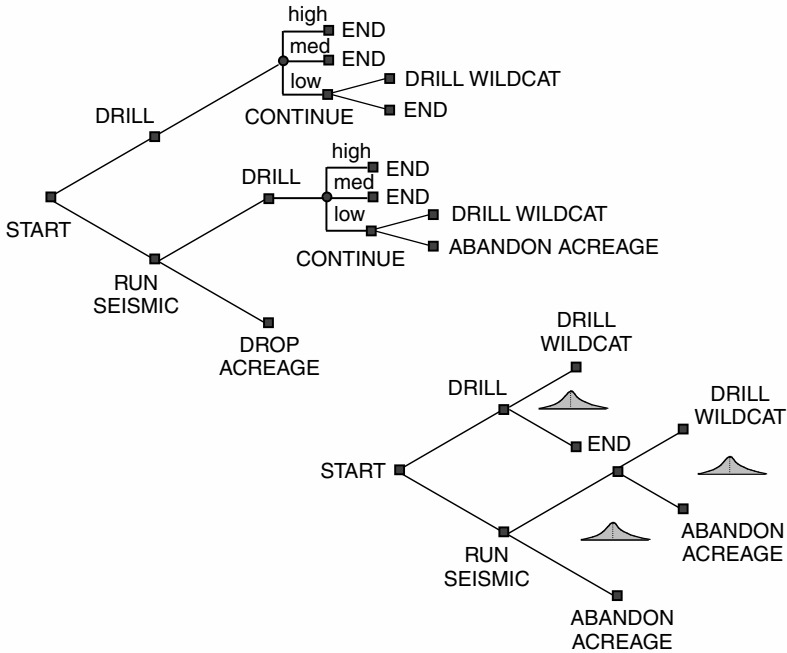 high
END
med
END
low
DRILL WILDCAT
DRILL
CONTINUE
END
high
END
DRILL
med
END
low
DRILL WILDCAT
START
CONTINUE
ABANDON ACREAGE
RUN
SEISMIC
DROP
ACREAGE
DRILL
WILDCAT
DRILL
DRILL
WILDCAT
END
START
RUN
SEISMIC
ABANDON
ACREAGE
ABANDON
ACREAGE